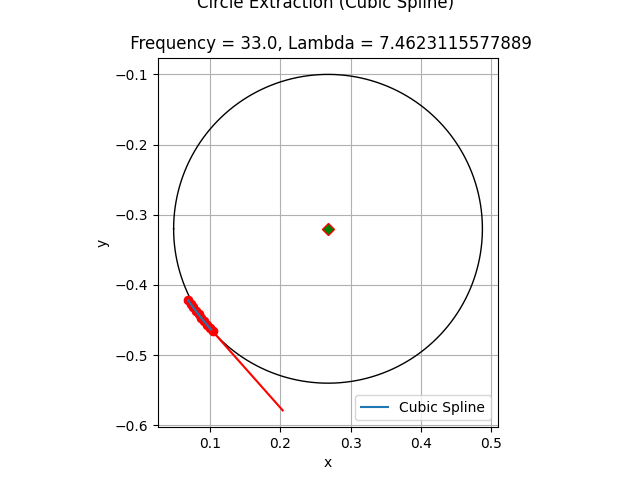 Circle Extraction (Cubic Spline)
Frequency = 33.0, Lambda = 7.4623115577889
−0.1
−0.2
−0.3
−0.4
−0.5
−0.6
y
Cubic Spline
0.1 0.2 0.3 0.4 0.5
x